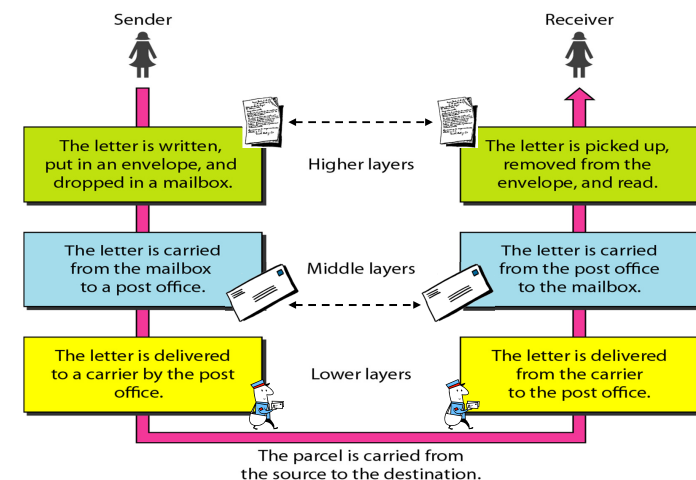 Sender
Receiver
The letter is written,
put in an envelope, and
dropped in a mailbox.
Higher layers
The letter is picked up,
removed from the
envelope, and read.
The letter is carried
from the mailbox
to a post office.
Middle layers
The letter is carried
from the post office
to the mailbox.
The letter is delivered
to a carrier by the post
office.
Lower layers
The letter is delivered
from the carrier
to the post office.
The parcel is carried from
the source to the destination.